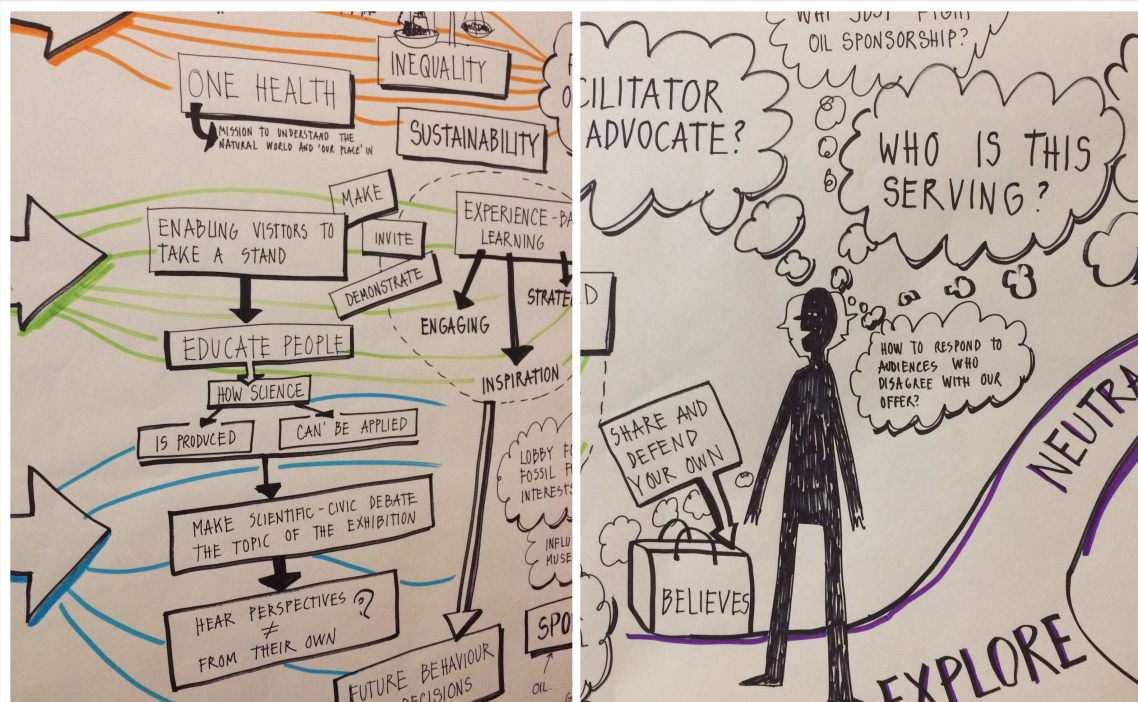 INEQUALITY
ONE HEALTH
MISSION TO UNDERSTAND THE
NATURAL WORLD AND 'OUR PLACE' IN
SUSTAINABILITY
MAKE
INVITE
DEMONSTRATE
ENABLING VISITORS TO
TAKE A STAND
EXPERIENCE-BA
LEARNING
ENGAGING
STRATE
INSPIRATION
EDUCATE PEOPLE
HOW SCIENCE
IS PRODUCED
CAN' BE APPLIED
MAKE SCIENTIFIC-CIVIC DEBATE
THE TOPIC OF THE EXHIBITION
HEAR PERSPECTIVES ?
≠
FROM THEIR OWN
LOBBY FO
FOSSIL F
INTERESTS
INFLU
MUSE
SPO
OIL.
FUTURE BEHAVIOUR
DECISIONS
WHY JUST FIGHT
OIL SPONSORSHIP?
CILITATOR
ADVOCATE?
WHO IS THIS
SERVING?
HOW TO RESPOND TO
AUDIENCES WHO
DISAGREE WITH OUR
OFFER?
D
SHARE AND
DEFEND
YOUR OWN
BELIEVES
NEUTRA
EXPLORE